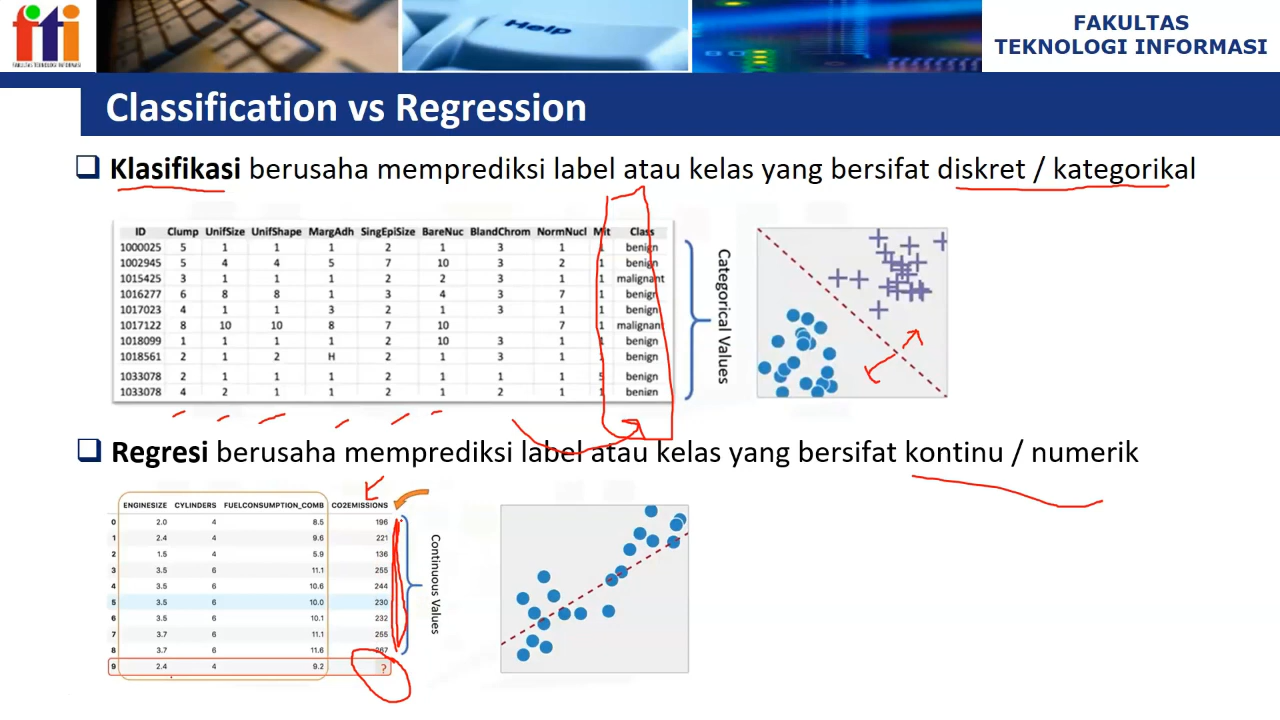 fti
FAKULTAS TEKNOLOGI INFORMASI
Help
FAKULTAS
TEKNOLOGI INFORMASI
Classification vs Regression
Klasifikasi berusaha memprediksi label atau kelas yang bersifat diskret / kategorikal
ID Clump UnifSize UnifShape MargAdh SingEpiSize BareNuc BlandChrom NormNucl Mit Class
1000025 5 1 1 1 2 1 3 1 1 benign
1002945 5 4 4 5 7 10 3 2 1 benign
1015425 3 1 1 1 2 2 3 1 1 malignant
1016277 6 8 8 1 3 4 3 7 1 benign
1017023 4 1 1 3 2 1 3 1 1 benign
1017122 8 10 10 8 7 10 7 1 malignant
1018099 1 1 1 1 2 10 3 1 1 benign
1018561 2 1 2 H 2 1 3 1 1 benign
1033078 2 1 1 1 2 1 1 1 5 benign
1033078 4 2 1 1 2 1 2 1 1 benign
Categorical Values
Regresi berusaha memprediksi label atau kelas yang bersifat kontinu / numerik
ENGINESIZE CYLINDERS FUELCONSUMPTION_COMB CO2EMISSIONS
0 2.0 4 8.5 196
1 2.4 4 9.6 221
2 1.5 4 5.9 136
3 3.5 6 11.1 255
4 3.5 6 10.6 244
5 3.5 6 10.0 230
6 3.5 6 10.1 232
7 3.7 6 11.1 255
8 3.7 6 11.6 267
9 2.4 4 9.2 ?
Continuous Values